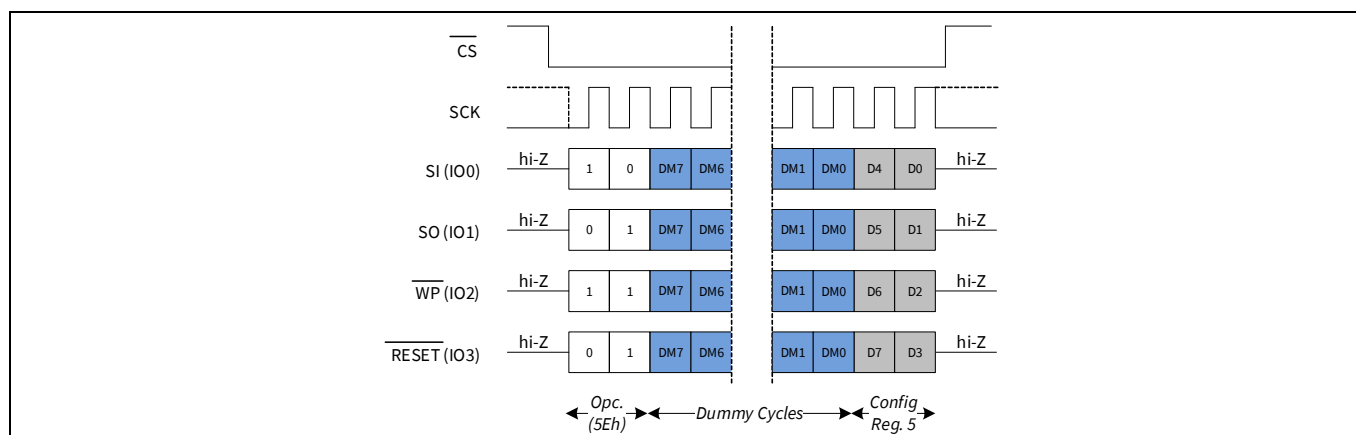 CS
SCK
SI (IO0) hi-Z 1 0 DM7 DM6 DM1 DM0 D4 D0 hi-Z
SO (IO1) hi-Z 0 1 DM7 DM6 DM1 DM0 D5 D1 hi-Z
WP (IO2) hi-Z 1 1 DM7 DM6 DM1 DM0 D6 D2 hi-Z
RESET (IO3) hi-Z 0 1 DM7 DM6 DM1 DM0 D7 D3 hi-Z
Opc. Dummy Cycles Config
(5Eh) Reg. 5